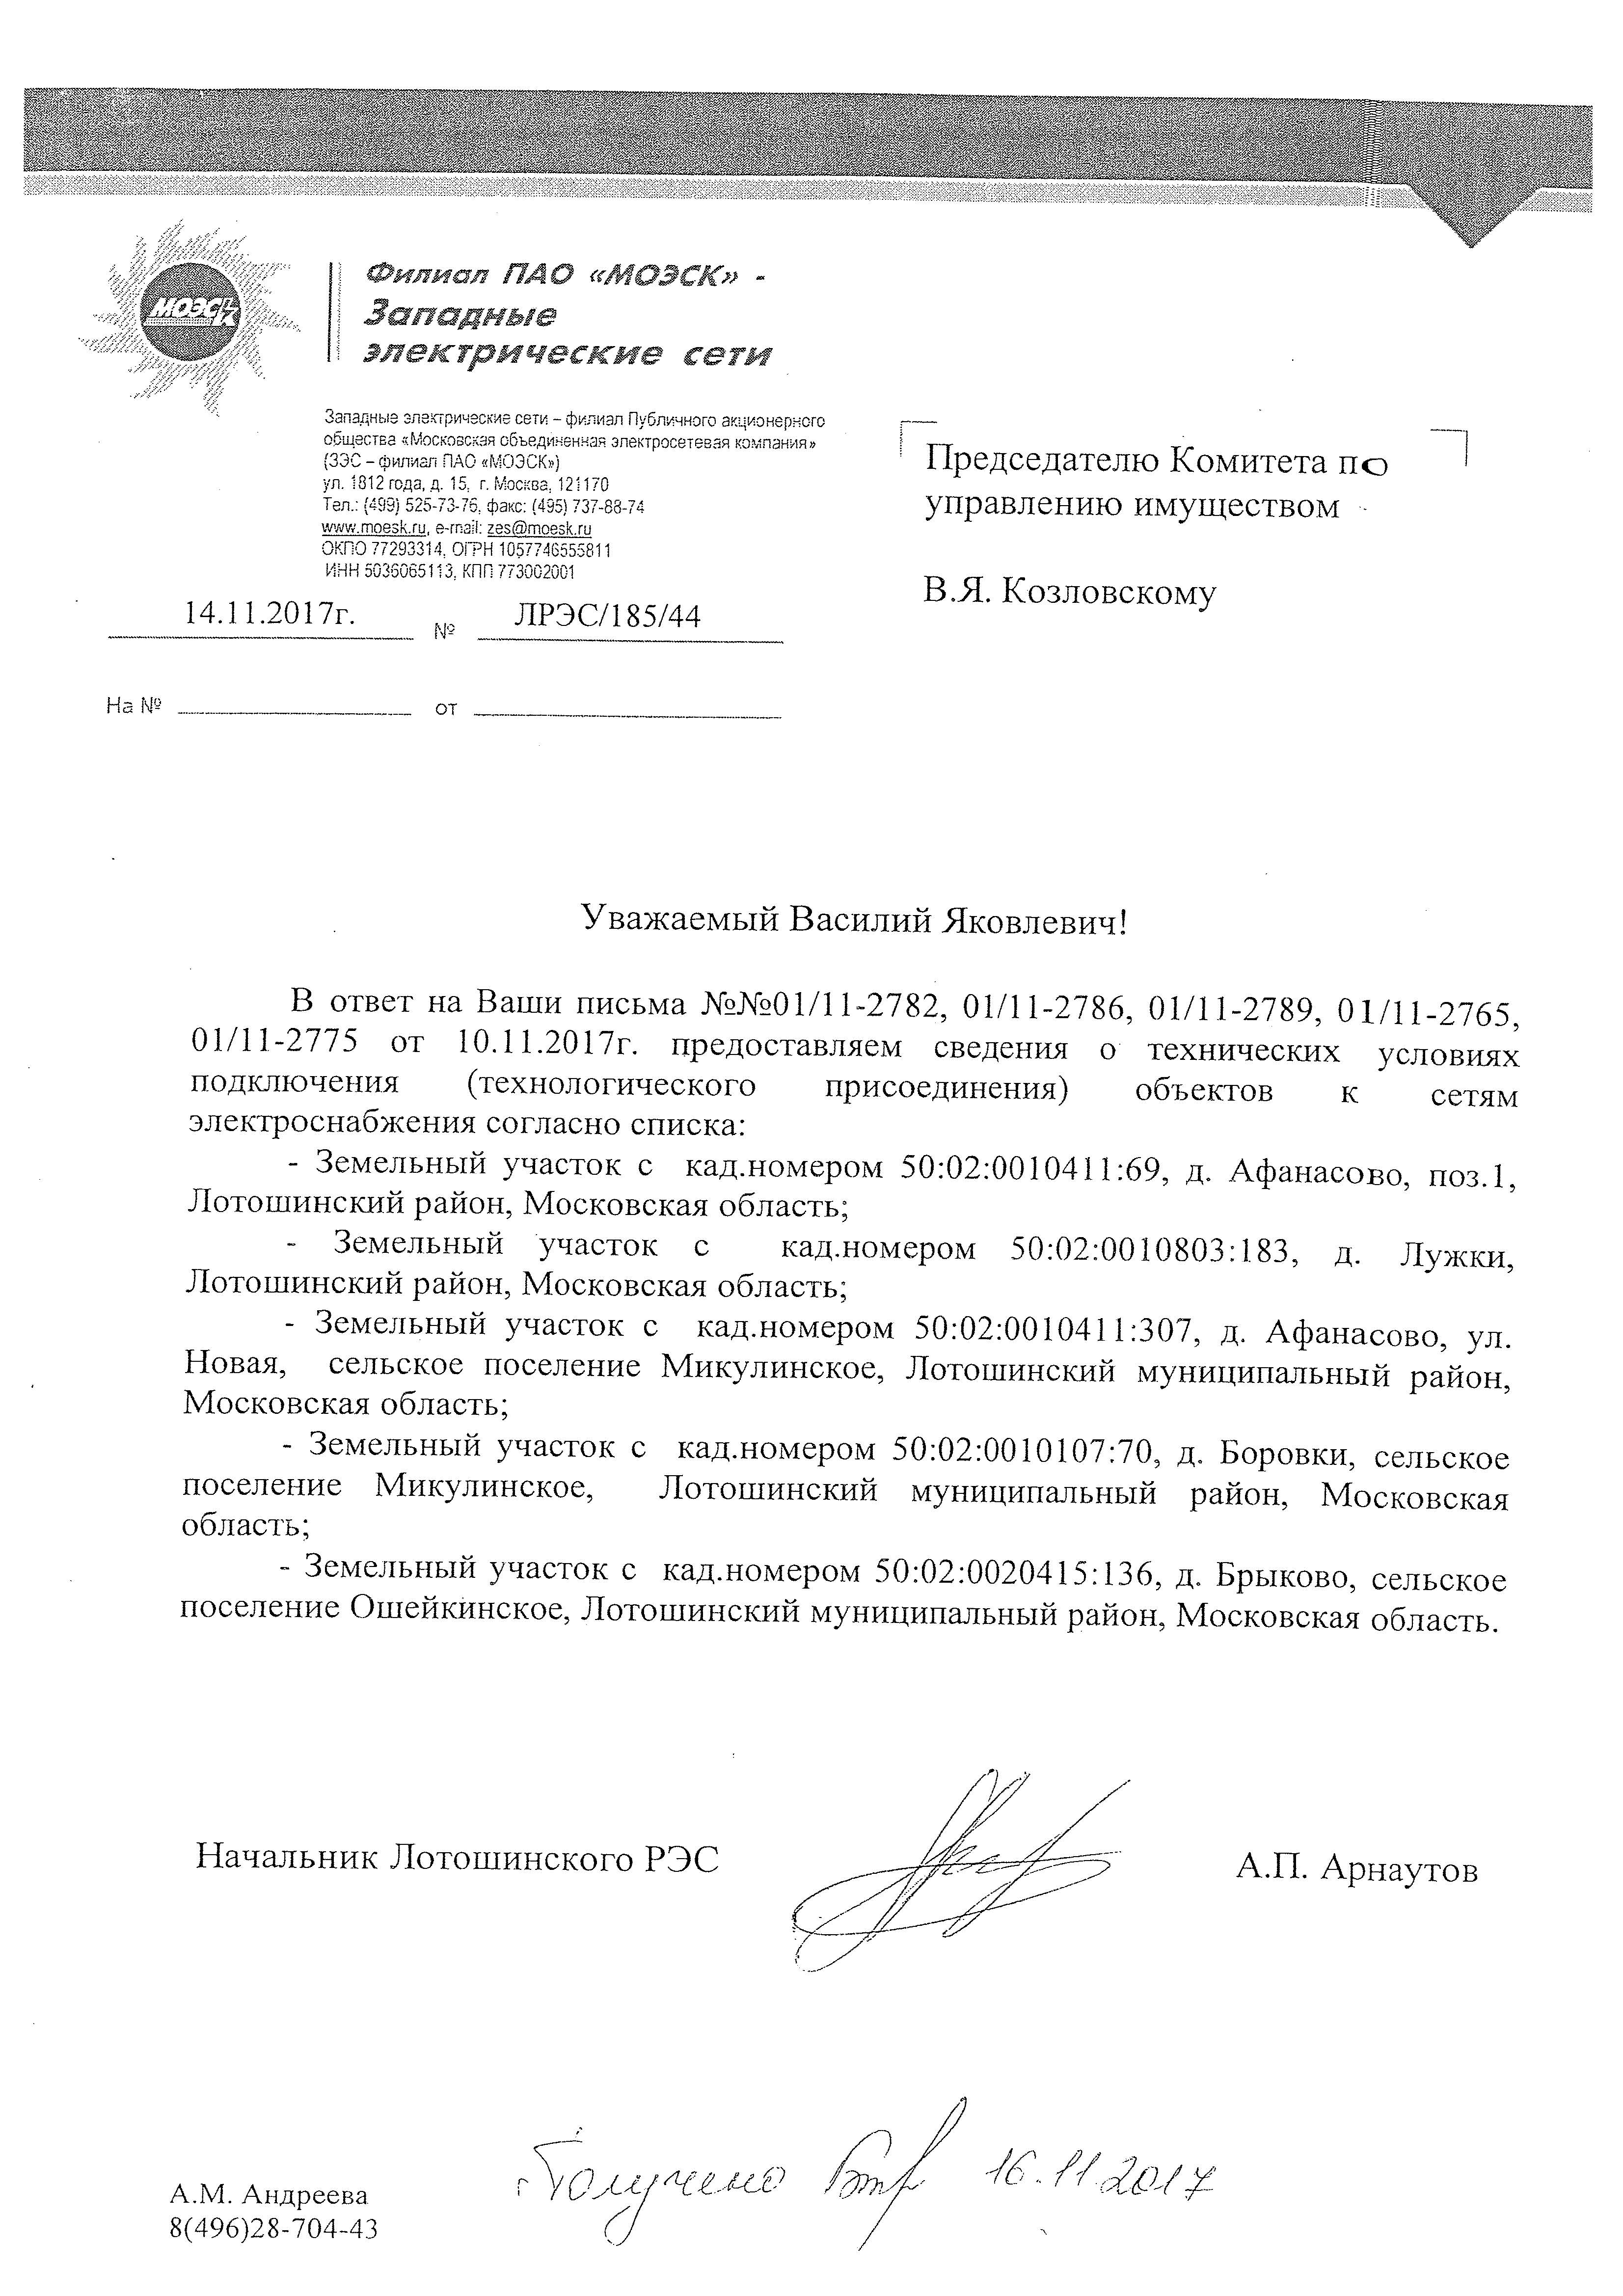 МОЭСК
Филиал ПАО «МОЭСК» -
Западные
электрические сети
Западные электрические сети – филиал Публичного акционерного
общества «Московская объединенная электросетевая компания»
(ЗЭС – филиал ПАО «МОЭСК»)
ул. 1812 года, д. 15, г. Москва, 121170
Тел.: (499) 525-73-76, факс: (495) 737-88-74
www.moesk.ru, e-mail: zes@moesk.ru
ОКПО 77293314, ОГРН 1057746555811
ИНН 5036065113, КПП 773002001
14.11.2017г. № ЛРЭС/185/44
На № от
Председателю Комитета по
управлению имуществом
В.Я. Козловскому
Уважаемый Василий Яковлевич!
В ответ на Ваши письма №№01/11-2782, 01/11-2786, 01/11-2789, 01/11-2765,
01/11-2775 от 10.11.2017г. предоставляем сведения о технических условиях
подключения (технологического присоединения) объектов к сетям
электроснабжения согласно списка:
- Земельный участок с кад.номером 50:02:0010411:69, д. Афанасово, поз.1,
Лотошинский район, Московская область;
- Земельный участок с кад.номером 50:02:0010803:183, д. Лужки,
Лотошинский район, Московская область;
- Земельный участок с кад.номером 50:02:0010411:307, д. Афанасово, ул.
Новая, сельское поселение Микулинское, Лотошинский муниципальный район,
Московская область;
- Земельный участок с кад.номером 50:02:0010107:70, д. Боровки, сельское
поселение Микулинское, Лотошинский муниципальный район, Московская
область;
- Земельный участок с кад.номером 50:02:0020415:136, д. Брыково, сельское
поселение Ошейкинское, Лотошинский муниципальный район, Московская область.
Начальник Лотошинского РЭС А.П. Арнаутов
Получено 16.11.2017
А.М. Андреева
8(496)28-704-43